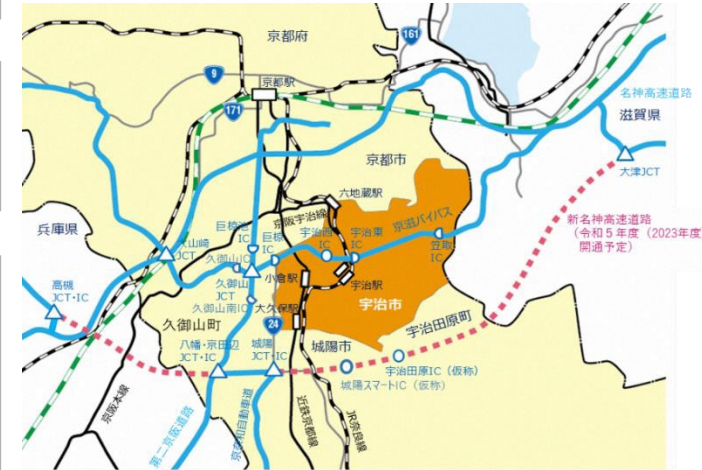 京都府
161
9
京都駅
171
名神高速道路
滋賀県
京都市
大津JCT
六地蔵駅
兵庫県
京阪宇治線
京滋バイパス
新名神高速道路
(令和5年度(2023年度)
開通予定)
巨椋池
IC
巨椋
IC
宇治西
IC
宇治東
IC
笠取
IC
大山崎
JCT
久御山IC
久御山
JCT
小倉駅
宇治駅
高槻
JCT・IC
久御山南IC
大久保駅
宇治市
24
久御山町
宇治田原町
八幡・京田辺
JCT・IC
城陽
JCT・IC
城陽市
宇治田原IC(仮称)
城陽スマートIC(仮称)
京阪本線
第二京阪道路
京奈和自動車道
近鉄京都線
JR奈良線